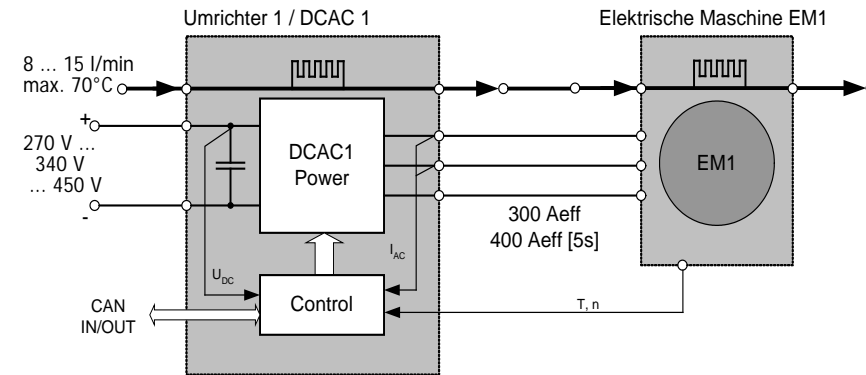 Umrichter 1 / DCAC 1
Elektrische Maschine EM1
8 ... 15 l/min
max. 70°C
+
270 V ...
340 V
... 450 V
-
DCAC1
Power
EM1
300 Aeff
400 Aeff [5s]
I_AC
U_DC
Control
CAN
IN/OUT
T, n